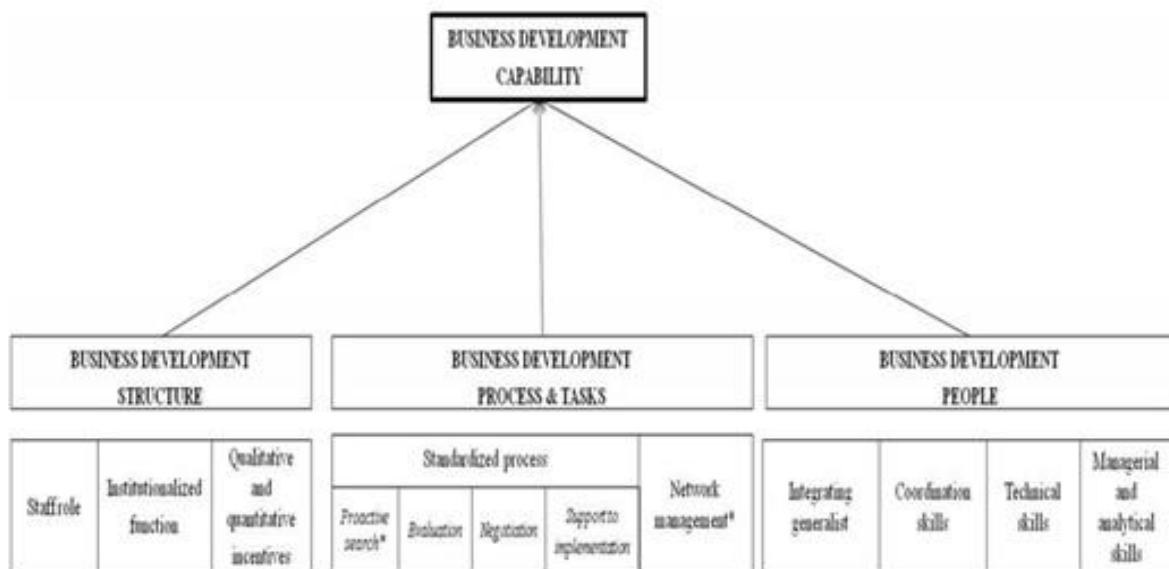 BUSINESS DEVELOPMENT
CAPABILITY
BUSINESS DEVELOPMENT
STRUCTURE
BUSINESS DEVELOPMENT
PROCESS & TASKS
BUSINESS DEVELOPMENT
PEOPLE
Staff role
Institutionalized
function
Qualitative
and
quantitative
incentives
Standardized process
Proactive
search*
Evaluation
Negotiation
Support to
implementation
Network
management*
Integrating
generalist
Coordination
skills
Technical
skills
Managerial
and
analytical skills